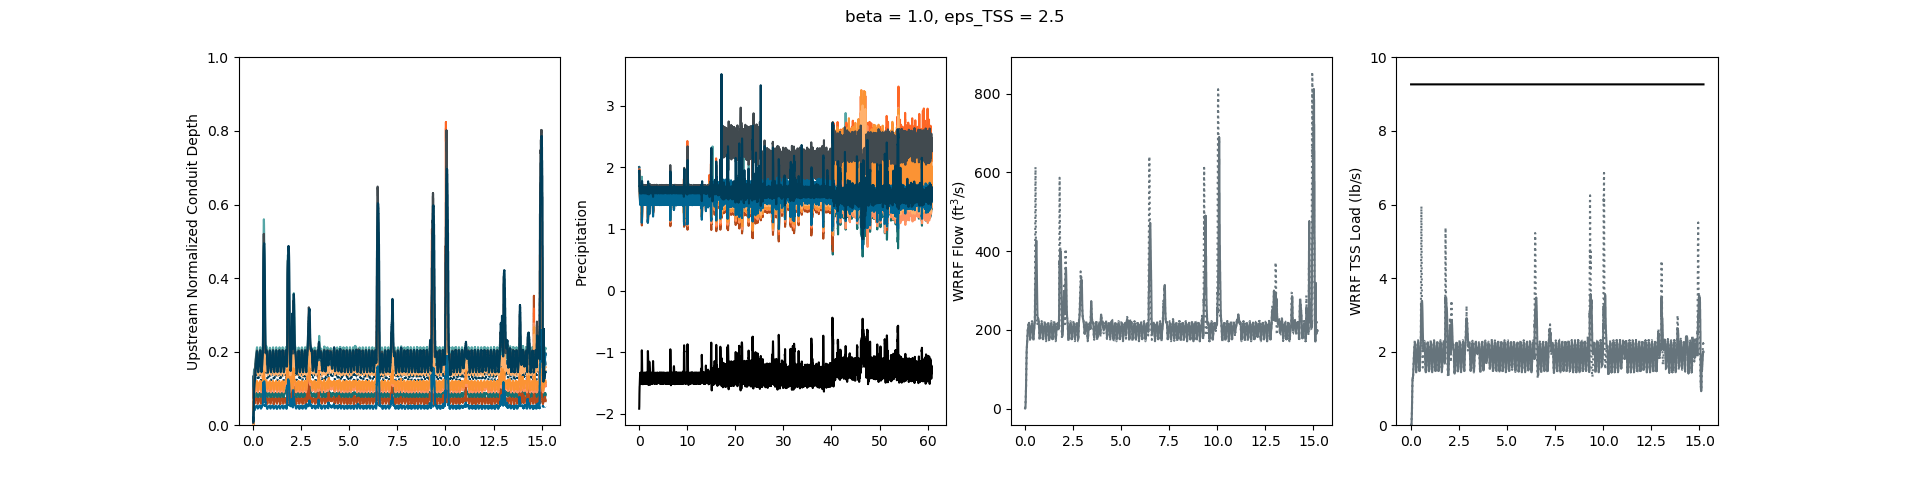 beta = 1.0, eps_TSS = 2.5
Upstream Normalized Conduit Depth
1.0
0.8
0.6
0.4
0.2
0.0
0.0 2.5 5.0 7.5 10.0 12.5 15.0
Precipitation
3
2
1
0
−1
−2
0 10 20 30 40 50 60
WRRF Flow (ft³/s)
800
600
400
200
0
0.0 2.5 5.0 7.5 10.0 12.5 15.0
WRRF TSS Load (lb/s)
10
8
6
4
2
0
0.0 2.5 5.0 7.5 10.0 12.5 15.0